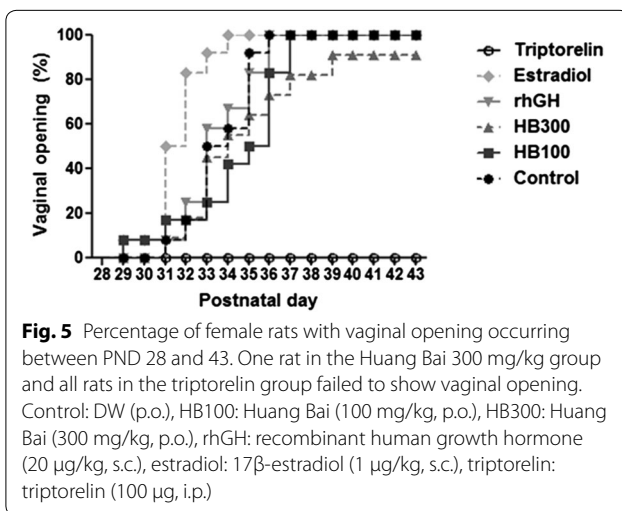 100
80
60
40
20
0
Vaginal opening (%)
28 29 30 31 32 33 34 35 36 37 38 39 40 41 42 43
Postnatal day
Triptorelin
Estradiol
rhGH
HB300
HB100
Control
Fig. 5 Percentage of female rats with vaginal opening occurring
between PND 28 and 43. One rat in the Huang Bai 300 mg/kg group
and all rats in the triptorelin group failed to show vaginal opening.
Control: DW (p.o.), HB100: Huang Bai (100 mg/kg, p.o.), HB300: Huang
Bai (300 mg/kg, p.o.), rhGH: recombinant human growth hormone
(20 μg/kg, s.c.), estradiol: 17β-estradiol (1 μg/kg, s.c.), triptorelin:
triptorelin (100 μg, i.p.)